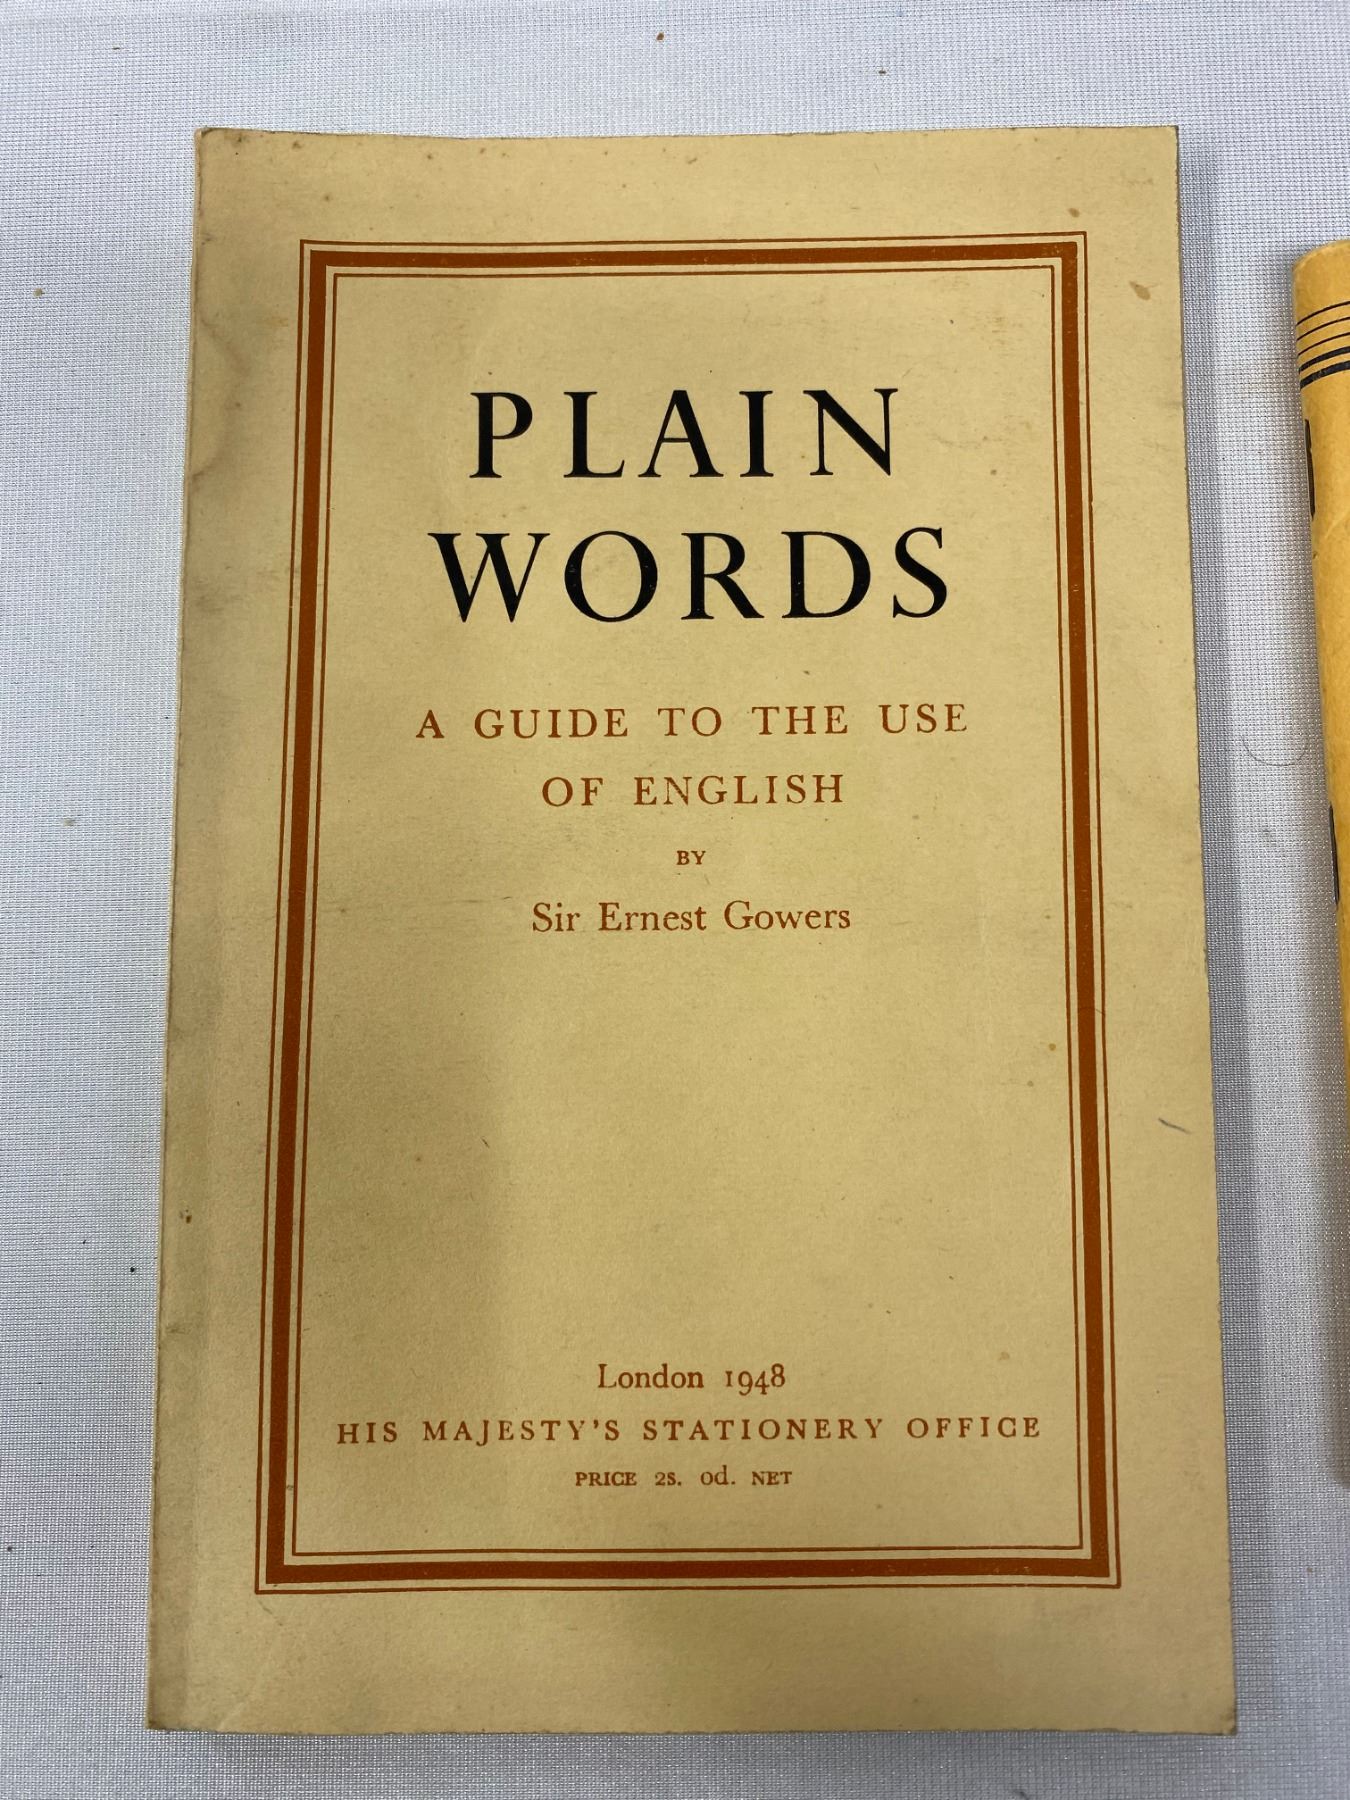 PLAIN
WORDS
A GUIDE TO THE USE
OF ENGLISH
BY
Sir Ernest Gowers
London 1948
HIS MAJESTY'S STATIONERY OFFICE
PRICE 2s. od. NET